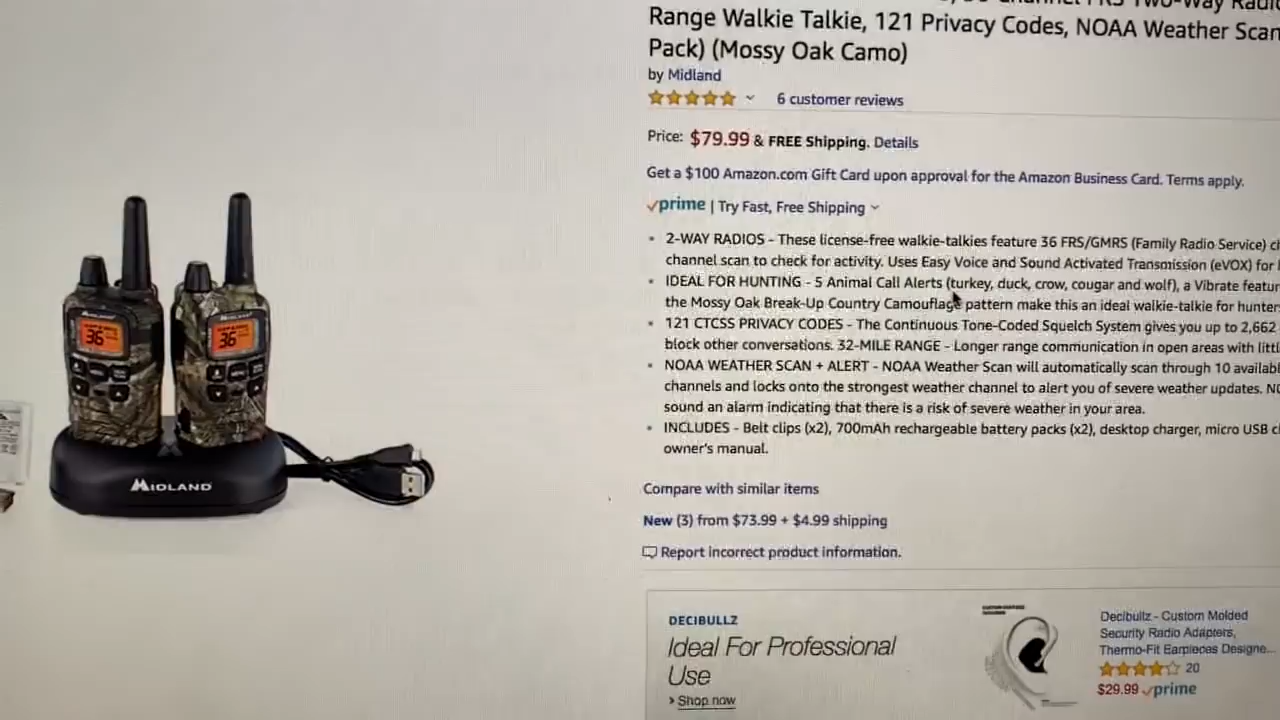 Range Walkie Talkie, 121 Privacy Codes, NOAA Weather Scan
Pack) (Mossy Oak Camo)
by Midland
6 customer reviews
Price: $79.99 & FREE Shipping. Details
Get a $100 Amazon.com Gift Card upon approval for the Amazon Business Card. Terms apply.
prime | Try Fast, Free Shipping
2-WAY RADIOS - These license-free walkie-talkies feature 36 FRS/GMRS (Family Radio Service)
channel scan to check for activity. Uses Easy Voice and Sound Activated Transmission (eVOX) for
IDEAL FOR HUNTING - 5 Animal Call Alerts (turkey, duck, crow, cougar and wolf), a Vibrate featur
the Mossy Oak Break-Up Country Camouflage pattern make this an ideal walkie-talkie for hunter
121 CTCSS PRIVACY CODES - The Continuous Tone-Coded Squelch System gives you up to 2,662
block other conversations. 32-MILE RANGE - Longer range communication in open areas with littl
NOAA WEATHER SCAN + ALERT - NOAA Weather Scan will automatically scan through 10 availabl
channels and locks onto the strongest weather channel to alert you of severe weather updates. NO
sound an alarm indicating that there is a risk of severe weather in your area.
INCLUDES - Belt clips (x2), 700mAh rechargeable battery packs (x2), desktop charger, micro USB c
owner's manual.
Compare with similar items
New (3) from $73.99 + $4.99 shipping
Report incorrect product information.
36
36
MIDLAND
DECIBULLZ
Ideal For Professional
Use
> Shop now
Decibullz - Custom Molded
Security Radio Adapters,
Thermo-Fit Earpieces Designe...
20
$29.99 prime